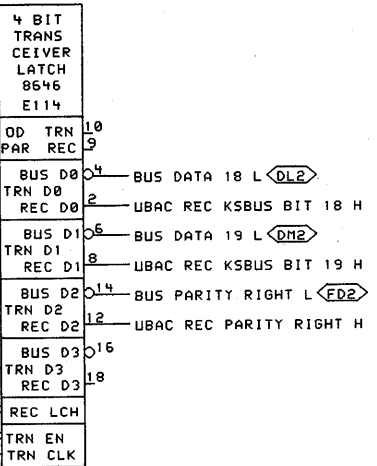 4 BIT
TRANS
CEIVER
LATCH
8646
E114
OD TRN 10
PAR REC 9
BUS D0 4 BUS DATA 18 L DL2
TRN D0
REC D0 2 UBAC REC KSBUS BIT 18 H
BUS D1 6 BUS DATA 19 L DM2
TRN D1
REC D1 8 UBAC REC KSBUS BIT 19 H
BUS D2 14 BUS PARITY RIGHT L FD2
TRN D2
REC D2 12 UBAC REC PARITY RIGHT H
BUS D3 16
TRN D3
REC D3 18
REC LCH
TRN EN
TRN CLK